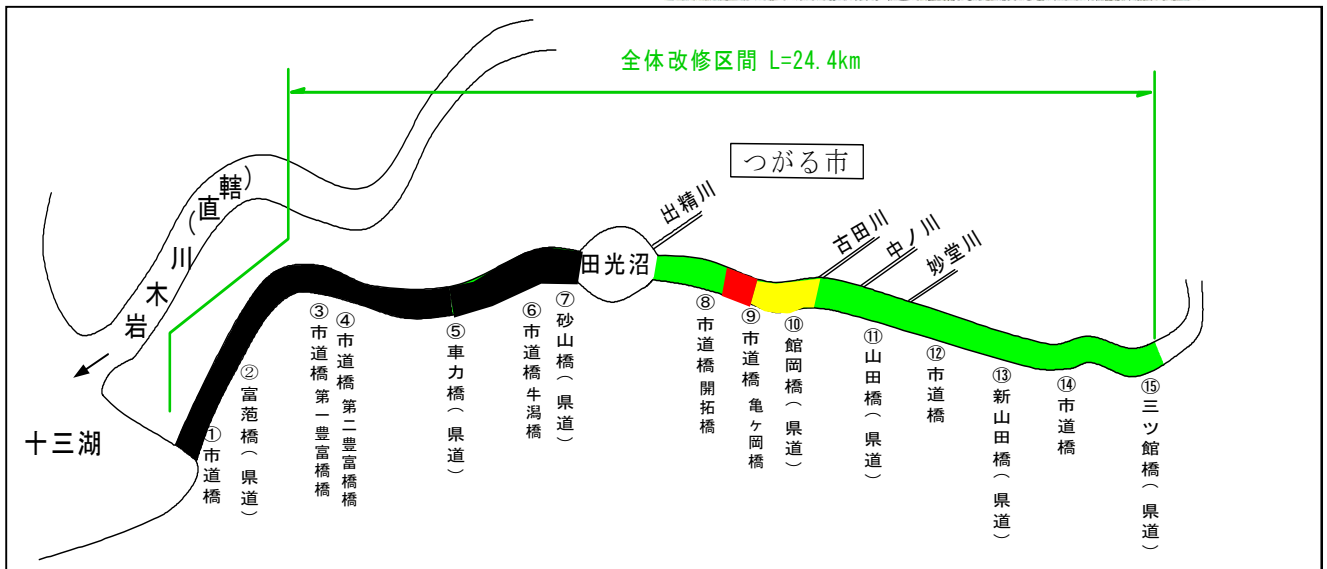 全体改修区間 L=24.4km
つがる市
岩木川(直轄)
出精川
田光沼
古田川
中ノ川
妙堂川
十三湖
①市道橋
②富萢橋(県道)
③市道橋 第一豊富橋橋
④市道橋 第二豊富橋橋
⑤車力橋(県道)
⑥市道橋 牛潟橋
⑦砂山橋(県道)
⑧市道橋 開拓橋
⑨市道橋 亀ヶ岡橋
⑩館岡橋(県道)
⑪山田橋(県道)
⑫市道橋
⑬新山田橋(県道)
⑭市道橋
⑮三ツ館橋(県道)